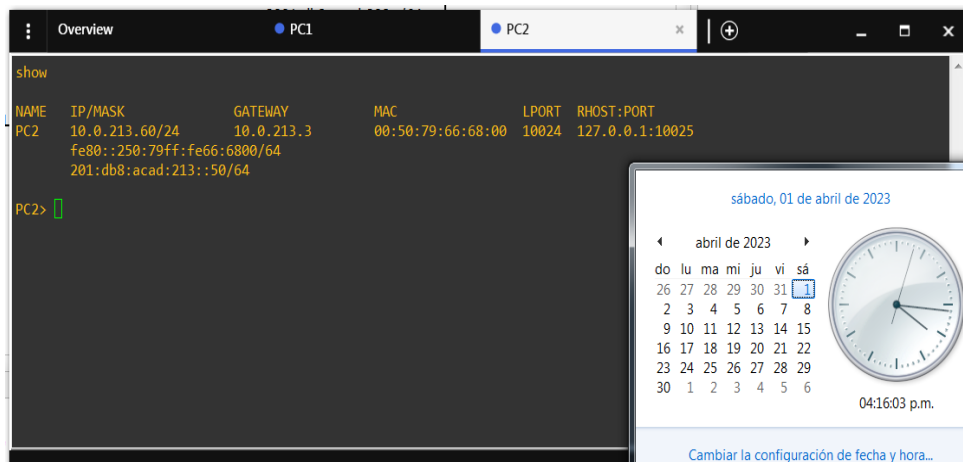 Overview PC1 PC2
show
NAME IP/MASK GATEWAY MAC LPORT RHOST:PORT
PC2 10.0.213.60/24 10.0.213.3 00:50:79:66:68:00 10024 127.0.0.1:10025
fe80::250:79ff:fe66:6800/64
201:db8:acad:213::50/64
PC2>
sábado, 01 de abril de 2023
abril de 2023
do lu ma mi ju vi sá
26 27 28 29 30 31 1
2 3 4 5 6 7 8
9 10 11 12 13 14 15
16 17 18 19 20 21 22
23 24 25 26 27 28 29
30 1 2 3 4 5 6
04:16:03 p.m.
Cambiar la configuración de fecha y hora...